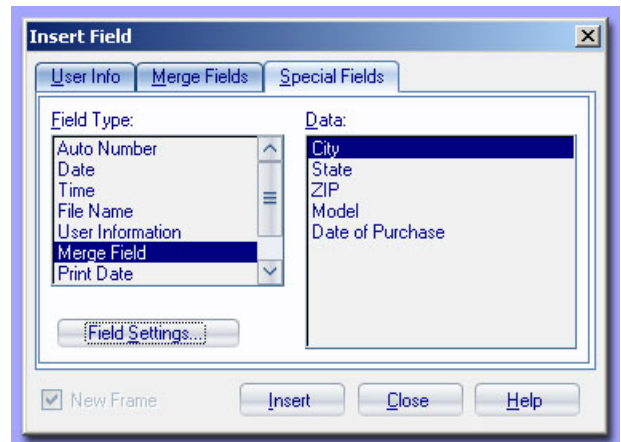 Insert Field
User Info Merge Fields Special Fields
Field Type:
Auto Number
Date
Time
File Name
User Information
Merge Field
Print Date
Data:
City
State
ZIP
Model
Date of Purchase
Field Settings...
New Frame Insert Close Help